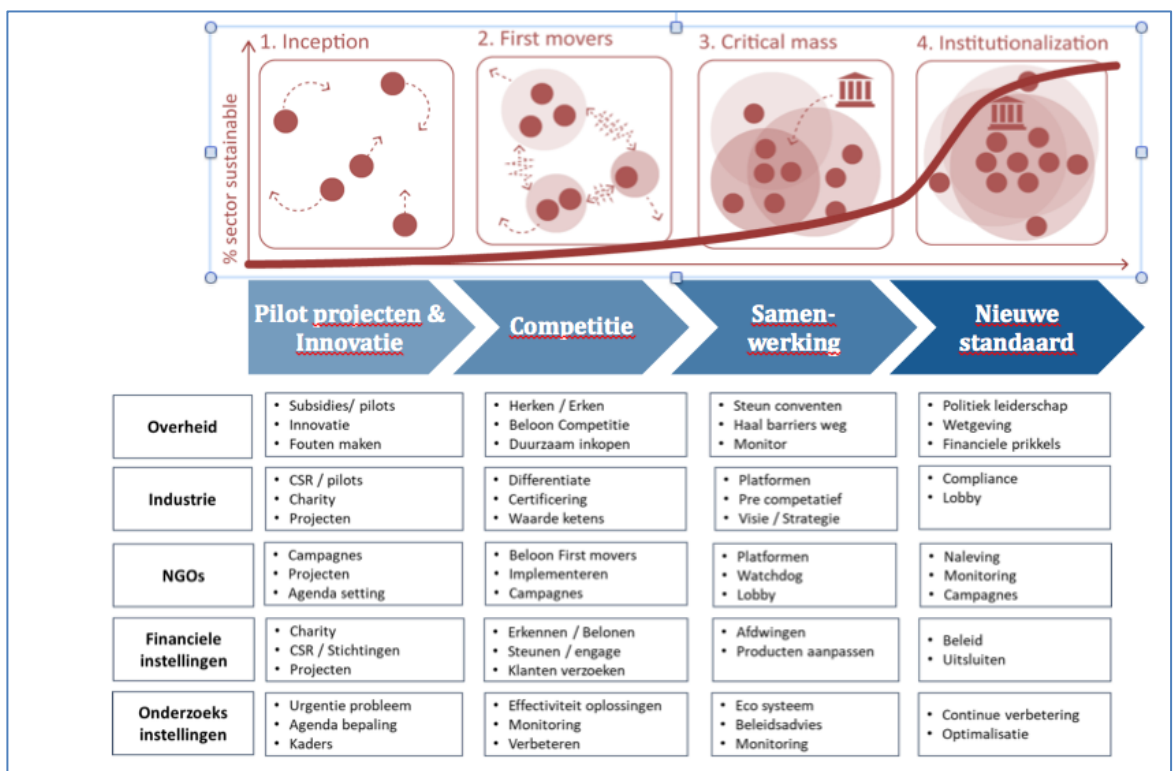 1. Inception
2. First movers
3. Critical mass
4. Institutionalization
% sector sustainable
Pilot projecten &
Innovatie
Competitie
Samen-
werking
Nieuwe
standaard
Overheid
• Subsidies/ pilots
• Innovatie
• Fouten maken
• Herken / Erken
• Beloon Competitie
• Duurzaam inkopen
• Steun conventen
• Haal barriers weg
• Monitor
• Politiek leiderschap
• Wetgeving
• Financiele prikkels
Industrie
• CSR / pilots
• Charity
• Projecten
• Differentiate
• Certificering
• Waarde ketens
• Platformen
• Pre competatief
• Visie / Strategie
• Compliance
• Lobby
NGOs
• Campagnes
• Projecten
• Agenda setting
• Beloon First movers
• Implementeren
• Campagnes
• Platformen
• Watchdog
• Lobby
• Naleving
• Monitoring
• Campagnes
Financiele
instellingen
• Charity
• CSR / Stichtingen
• Projecten
• Erkennen / Belonen
• Steunen / engage
• Klanten verzoeken
• Afdwingen
• Producten aanpassen
• Beleid
• Uitsluiten
Onderzoeks
instellingen
• Urgentie probleem
• Agenda bepaling
• Kaders
• Effectiviteit oplossingen
• Monitoring
• Verbeteren
• Eco systeem
• Beleidsadvies
• Monitoring
• Continue verbetering
• Optimalisatie